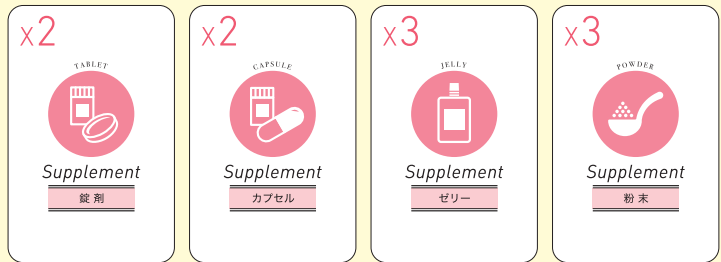 x2
TABLET
Supplement
錠剤
x2
CAPSULE
Supplement
カプセル
x3
JELLY
Supplement
ゼリー
x3
POWDER
Supplement
粉末